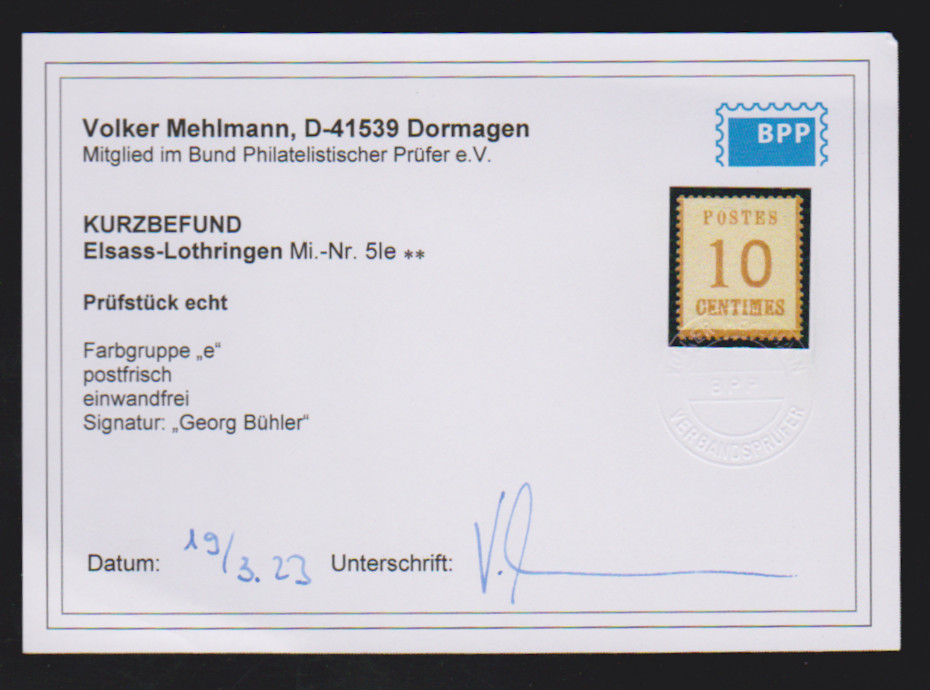 Volker Mehlmann, D-41539 Dormagen
Mitglied im Bund Philatelistischer Prüfer e.V.
BPP
KURZBEFUND
Elsass-Lothringen Mi.-Nr. 5Ie **
POSTES
10
CENTIMES
Prüfstück echt
Farbgruppe „e“
postfrisch
einwandfrei
Signatur: „Georg Bühler“
BPP
VERBANDSPRÜFER
Datum: 19/3.23 Unterschrift: